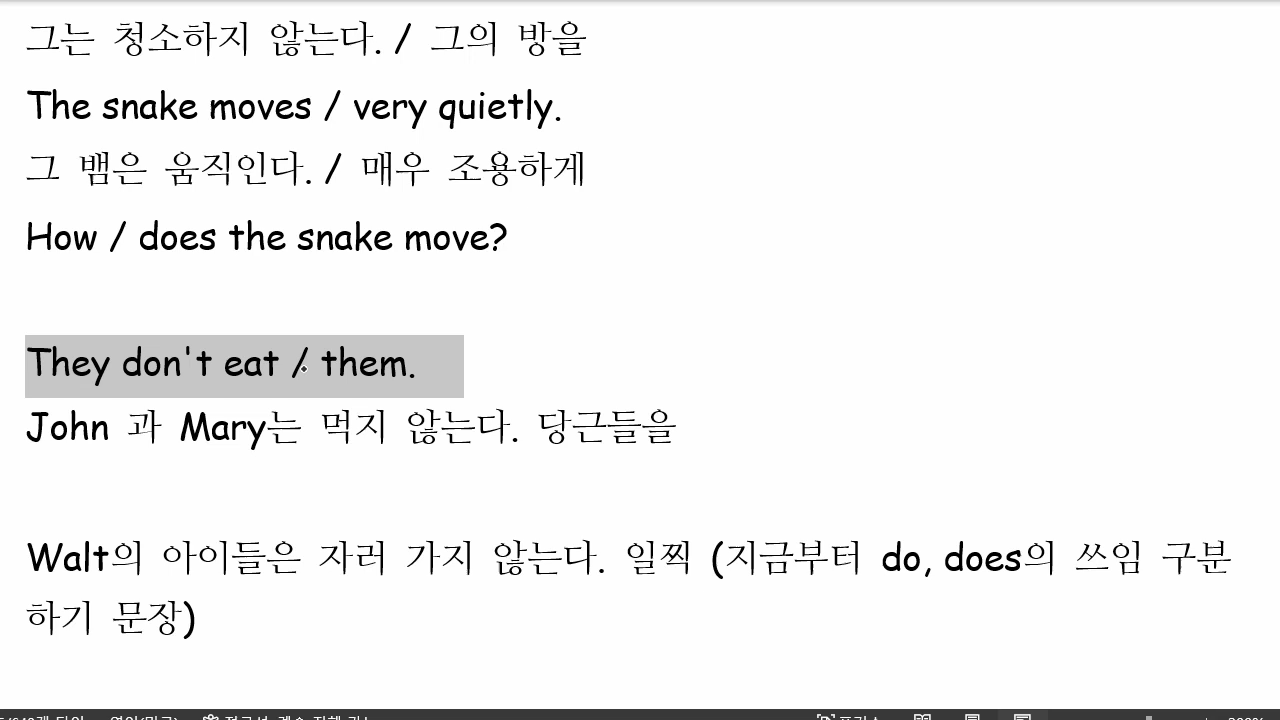 그는 청소하지 않는다. / 그의 방을
The snake moves / very quietly.
그 뱀은 움직인다. / 매우 조용하게
How / does the snake move?
They don't eat / them.
John 과 Mary는 먹지 않는다. 당근들을
Walt의 아이들은 자러 가지 않는다. 일찍 (지금부터 do, does의 쓰임 구분
하기 문장)